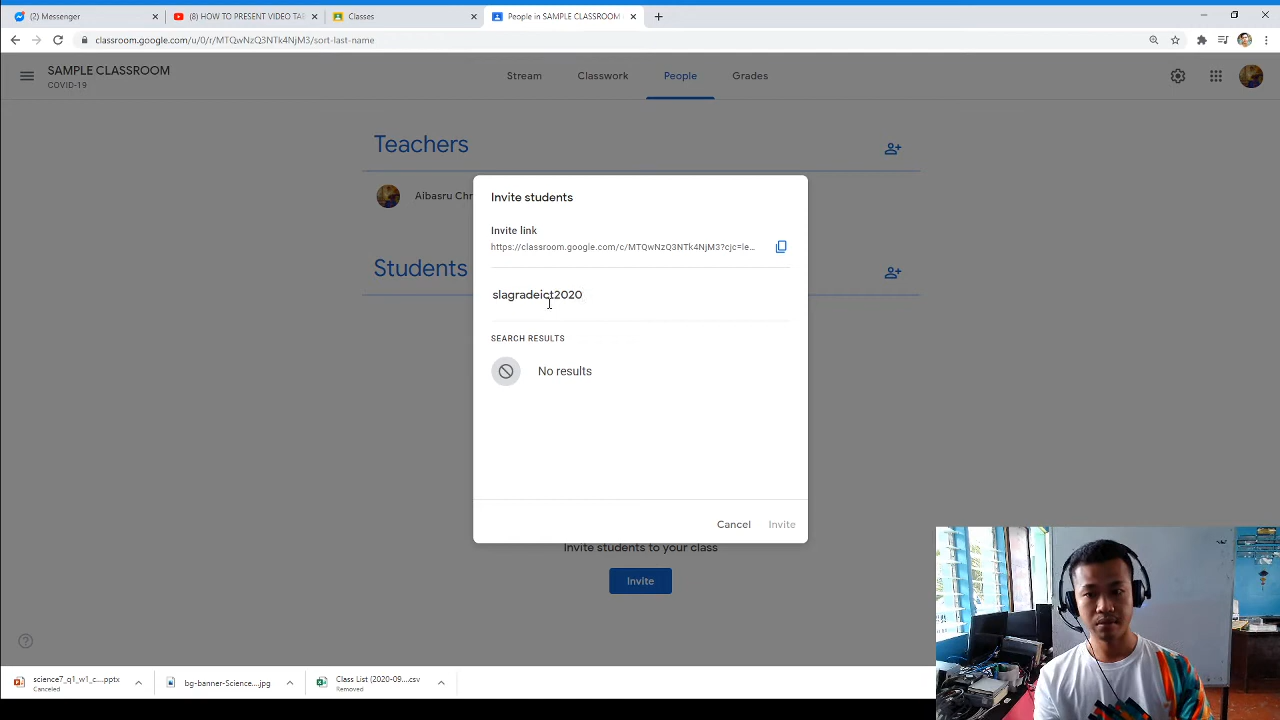 (2) Messenger
(8) HOW TO PRESENT VIDEO TAB
Classes
People in SAMPLE CLASSROOM
classroom.google.com/u/0/r/MTQwNzQ3NTk4NjM3/sort-last-name
SAMPLE CLASSROOM
COVID-19
Stream
Classwork
People
Grades
Teachers
Aibasru Chr
Students
Invite students
Invite link
https://classroom.google.com/c/MTQwNzQ3NTk4NjM3?cjc=le...
slagradeict2020
SEARCH RESULTS
No results
Cancel
Invite
Invite students to your class
Invite
science7_q1_w1_c....pptx
Canceled
bg-banner-Science....jpg
Class List (2020-09....csv
Removed